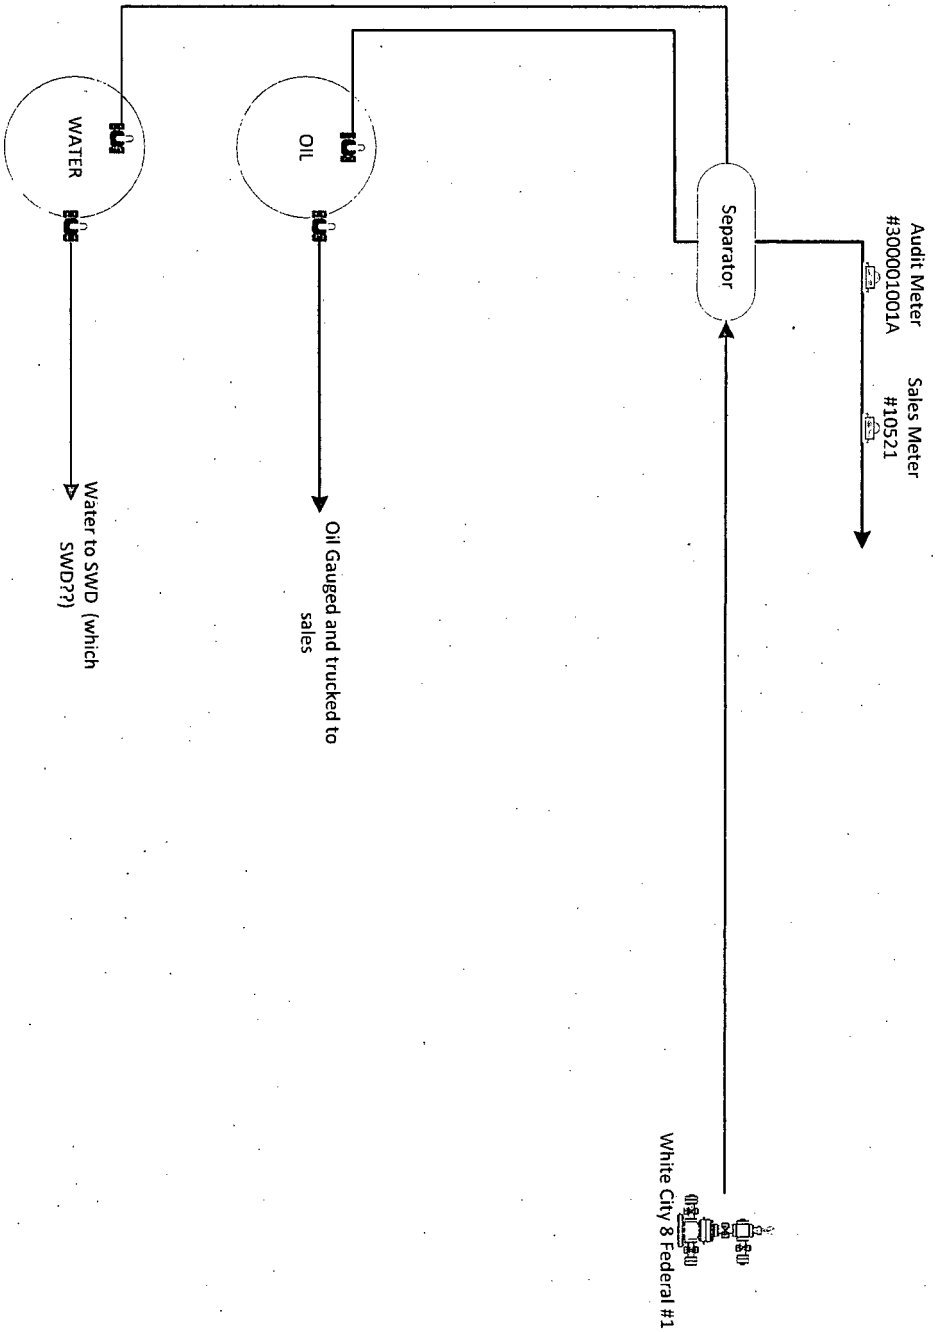 Audit Meter
#300001001A
Sales Meter
#10521
Separator
White City 8 Federal #1
OIL
Oil Gauged and trucked to
sales
WATER
Water to SWD (which
SWD??)